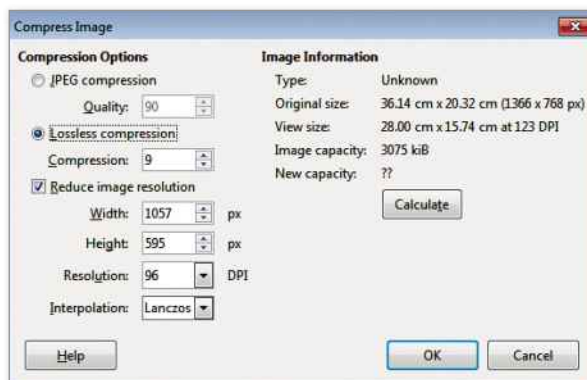 Compress Image
Compression Options
JPEG compression
Quality: 90
Lossless compression
Compression: 9
Reduce image resolution
Width: 1057 px
Height: 595 px
Resolution: 96 DPI
Interpolation: Lanczos
Image Information
Type: Unknown
Original size: 36.14 cm x 20.32 cm (1366 x 768 px)
View size: 28.00 cm x 15.74 cm at 123 DPI
Image capacity: 3075 kiB
New capacity: ??
Calculate
Help
OK
Cancel